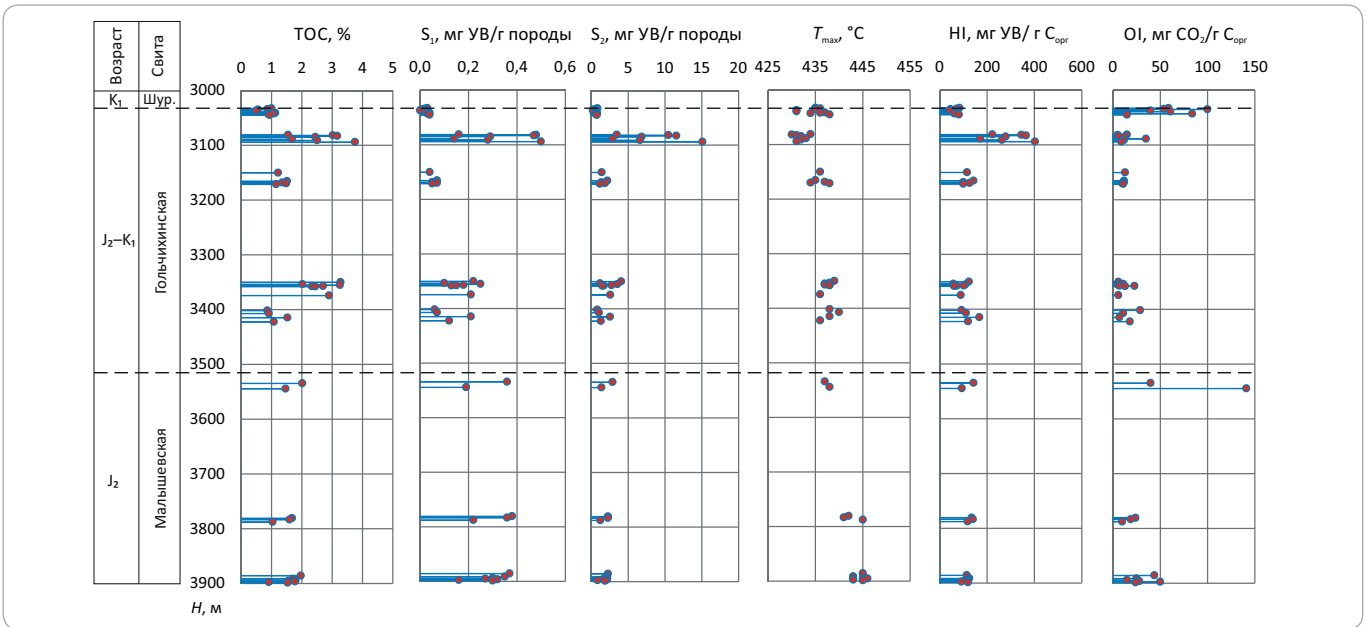 Возраст
Свита
TOC, %
S₁, мг УВ/г породы
S₂, мг УВ/г породы
Tmax, °C
HI, мг УВ/ г Cорг
OI, мг CO₂/г Cорг
0 1 2 3 4 5
0,0 0,2 0,4 0,6
0 5 10 15 20
425 435 445 455
0 200 400 600
0 50 100 150
3000
K₁ Шур.
3100
3200
J₂–K₁
Гольчихинская
3300
3400
3500
3600
J₂
Малышевская
3700
3800
3900
H, м